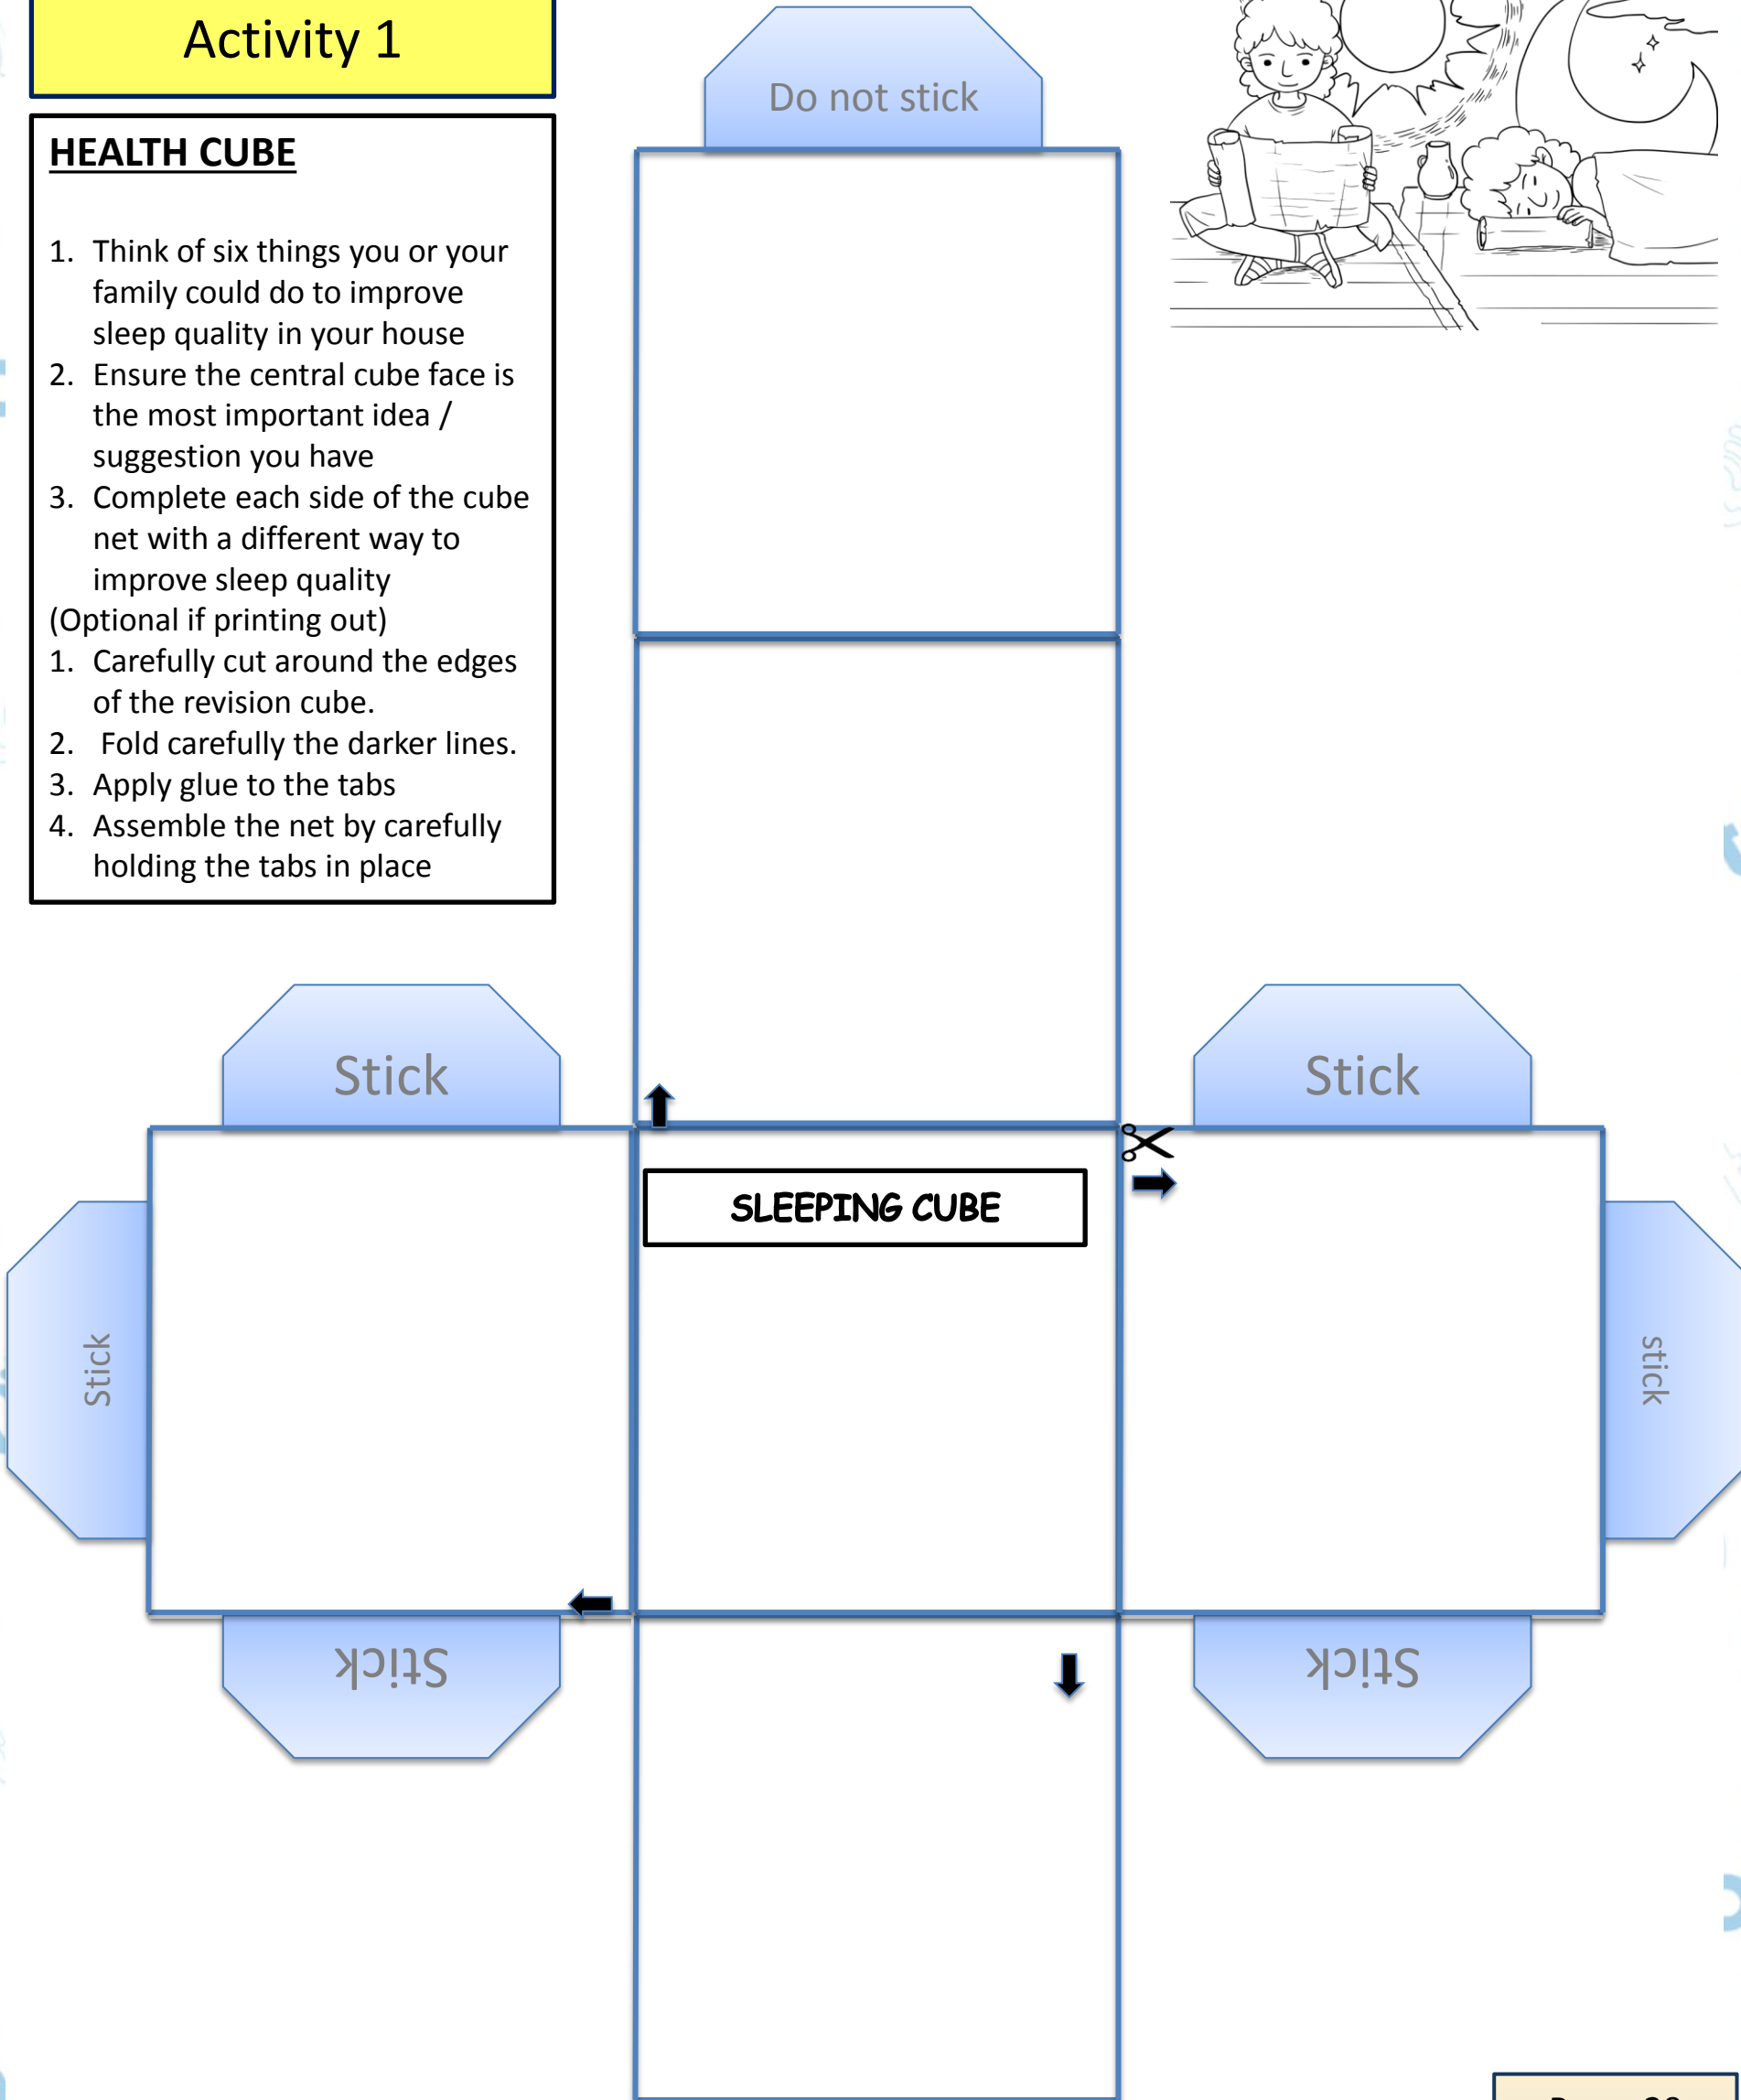 Activity 1
HEALTH CUBE
1. Think of six things you or your
family could do to improve
sleep quality in your house
2. Ensure the central cube face is
the most important idea /
suggestion you have
3. Complete each side of the cube
net with a different way to
improve sleep quality
(Optional if printing out)
1. Carefully cut around the edges
of the revision cube.
2. Fold carefully the darker lines.
3. Apply glue to the tabs
4. Assemble the net by carefully
holding the tabs in place
Do not stick
Stick
Stick
SLEEPING CUBE
Stick
stick
Stick
Stick